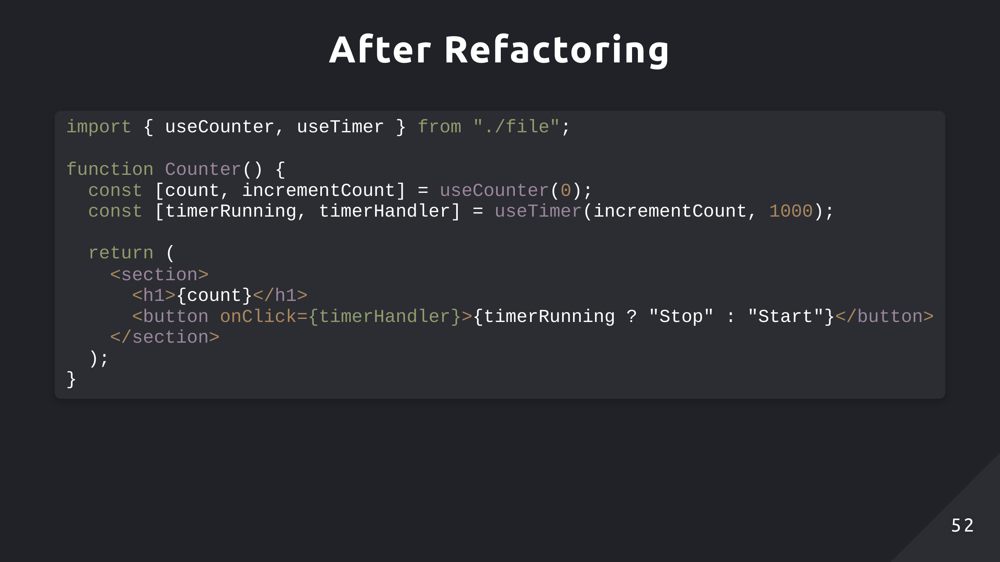 After Refactoring
import { useCounter, useTimer } from "./file";
function Counter() {
  const [count, incrementCount] = useCounter(0);
  const [timerRunning, timerHandler] = useTimer(incrementCount, 1000);
  return (
    <section>
      <h1>{count}</h1>
      <button onClick={timerHandler}>{timerRunning ? "Stop" : "Start"}</button>
    </section>
  );
}
52